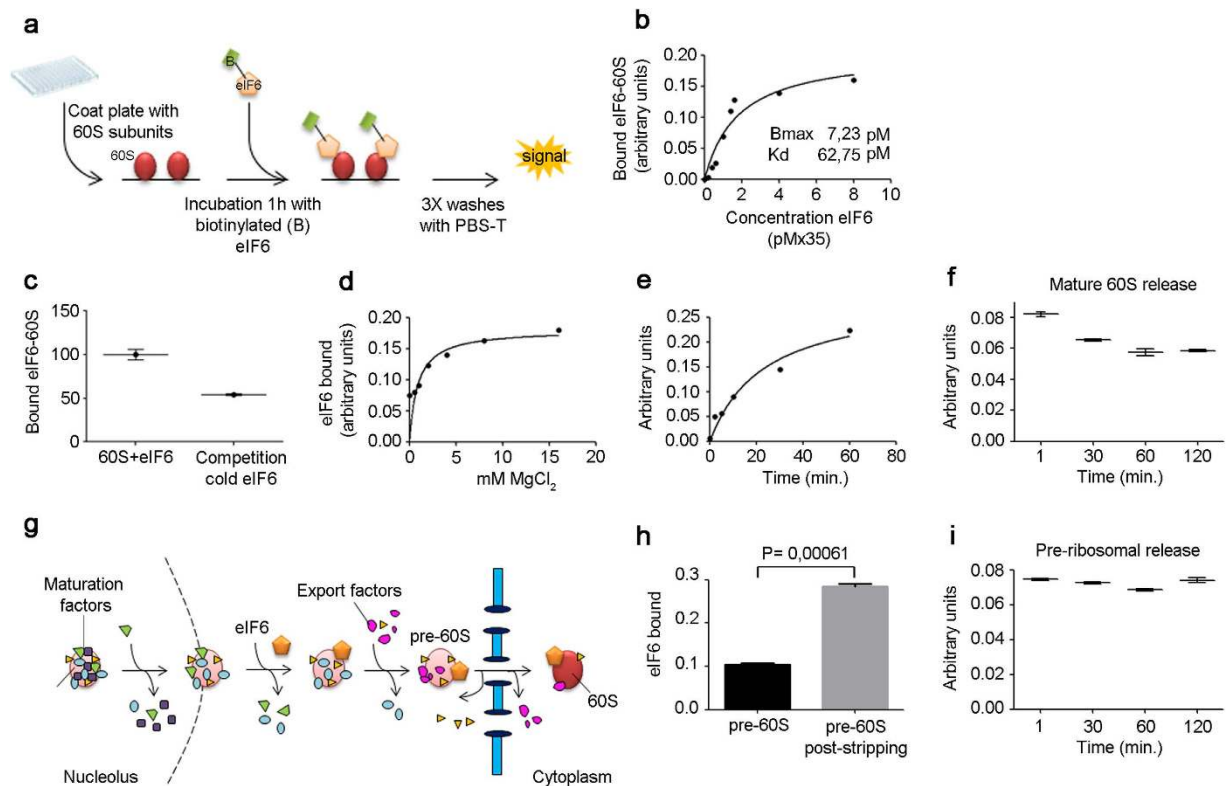 a
B
eIF6
Coat plate with
60S subunits
60S
Incubation 1h with
biotinylated (B)
eIF6
3X washes
with PBS-T
signal
b
Bound eIF6-60S
(arbitrary units)
0.15
0.10
0.05
0.00
Bmax 7,23 pM
Kd 62,75 pM
0 2 4 6 8 10
Concentration eIF6
(pMx35)
c
Bound eIF6-60S
150
100
50
0
60S+eIF6
Competition
cold eIF6
d
eIF6 bound
(arbitrary units)
0.20
0.15
0.10
0.05
0.00
0 5 10 15 20
mM MgCl2
e
Arbitrary units
0.25
0.20
0.15
0.10
0.05
0.00
0 20 40 60 80
Time (min.)
f
Mature 60S release
Arbitrary units
0.08
0.06
0.04
0.02
0.00
1 30 60 120
Time (min.)
g
Maturation
factors
eIF6
Export factors
pre-60S
60S
Nucleolus
Cytoplasm
h
P= 0,00061
eIF6 bound
0.3
0.1
0.0
pre-60S
pre-60S
post-stripping
i
Pre-ribosomal release
Arbitrary units
0.08
0.06
0.04
0.02
0.00
1 30 60 120
Time (min.)